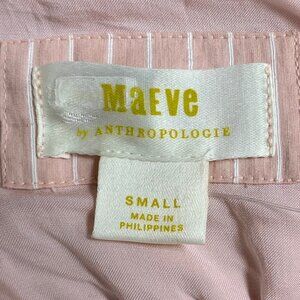 MaEve
by ANTHROPOLOGIE
SMALL
MADE IN
PHILIPPINES